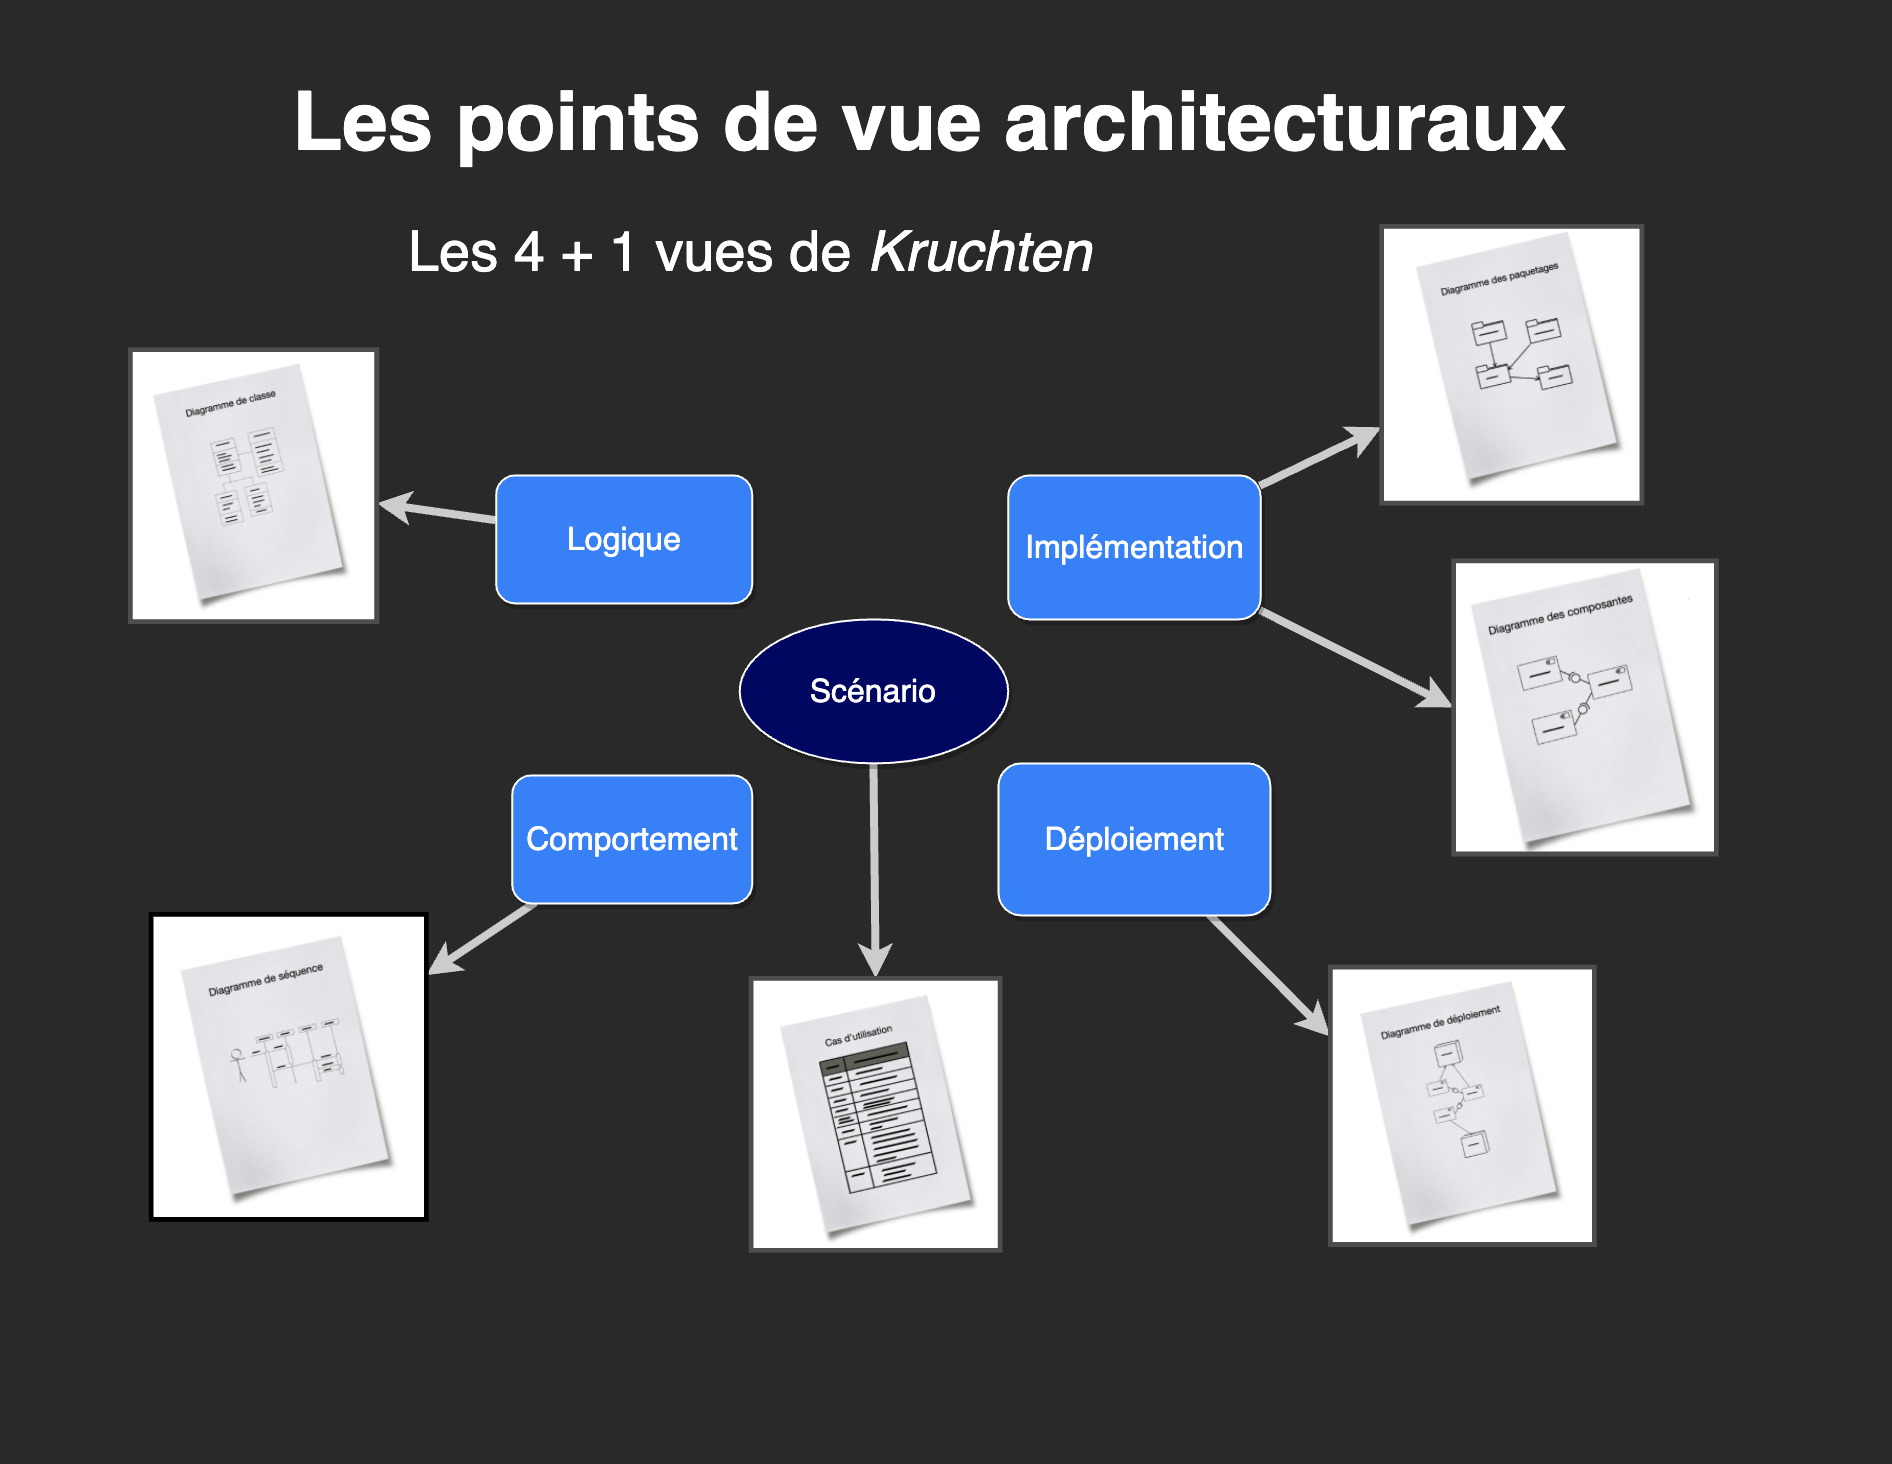 Les points de vue architecturaux
Les 4 + 1 vues de Kruchten
Diagramme des paquetages
Diagramme de classe
Logique
Implémentation
Diagramme des composantes
Scénario
Comportement
Déploiement
Diagramme de séquence
Cas d'utilisation
Diagramme de déploiement